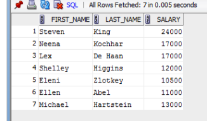 SQL | All Rows Fetched: 7 in 0.005 seconds
FIRST_NAME LAST_NAME SALARY
1 Steven King 24000
2 Neena Kochhar 17000
3 Lex De Haan 17000
4 Shelley Higgins 12000
5 Eleni Zlotkey 10500
6 Ellen Abel 11000
7 Michael Hartstein 13000